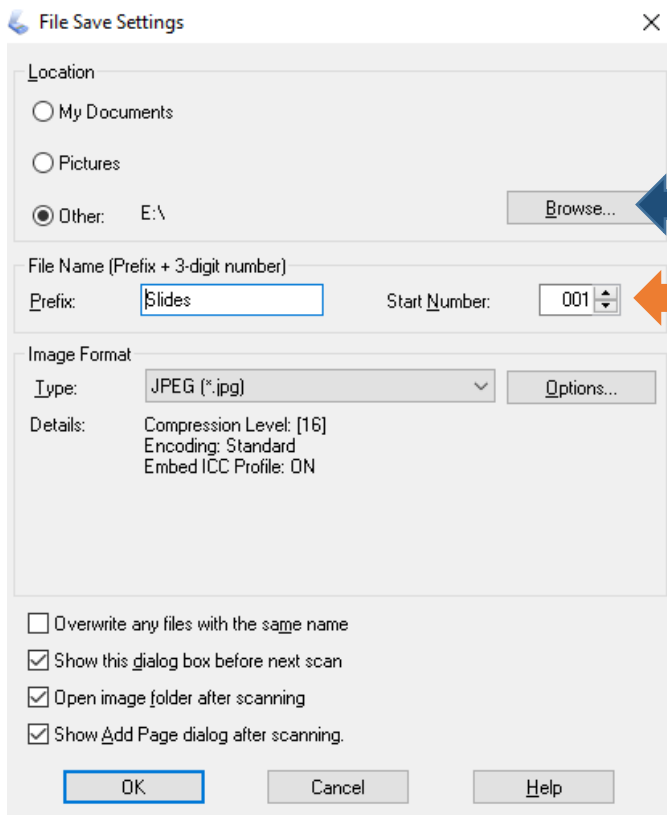 File Save Settings
Location
My Documents
Pictures
Other: E:\ Browse...
File Name (Prefix + 3-digit number)
Prefix: Slides Start Number: 001
Image Format
Type: JPEG (*.jpg) Options...
Details: Compression Level: [16]
Encoding: Standard
Embed ICC Profile: ON
Overwrite any files with the same name
Show this dialog box before next scan
Open image folder after scanning
Show Add Page dialog after scanning.
OK Cancel Help